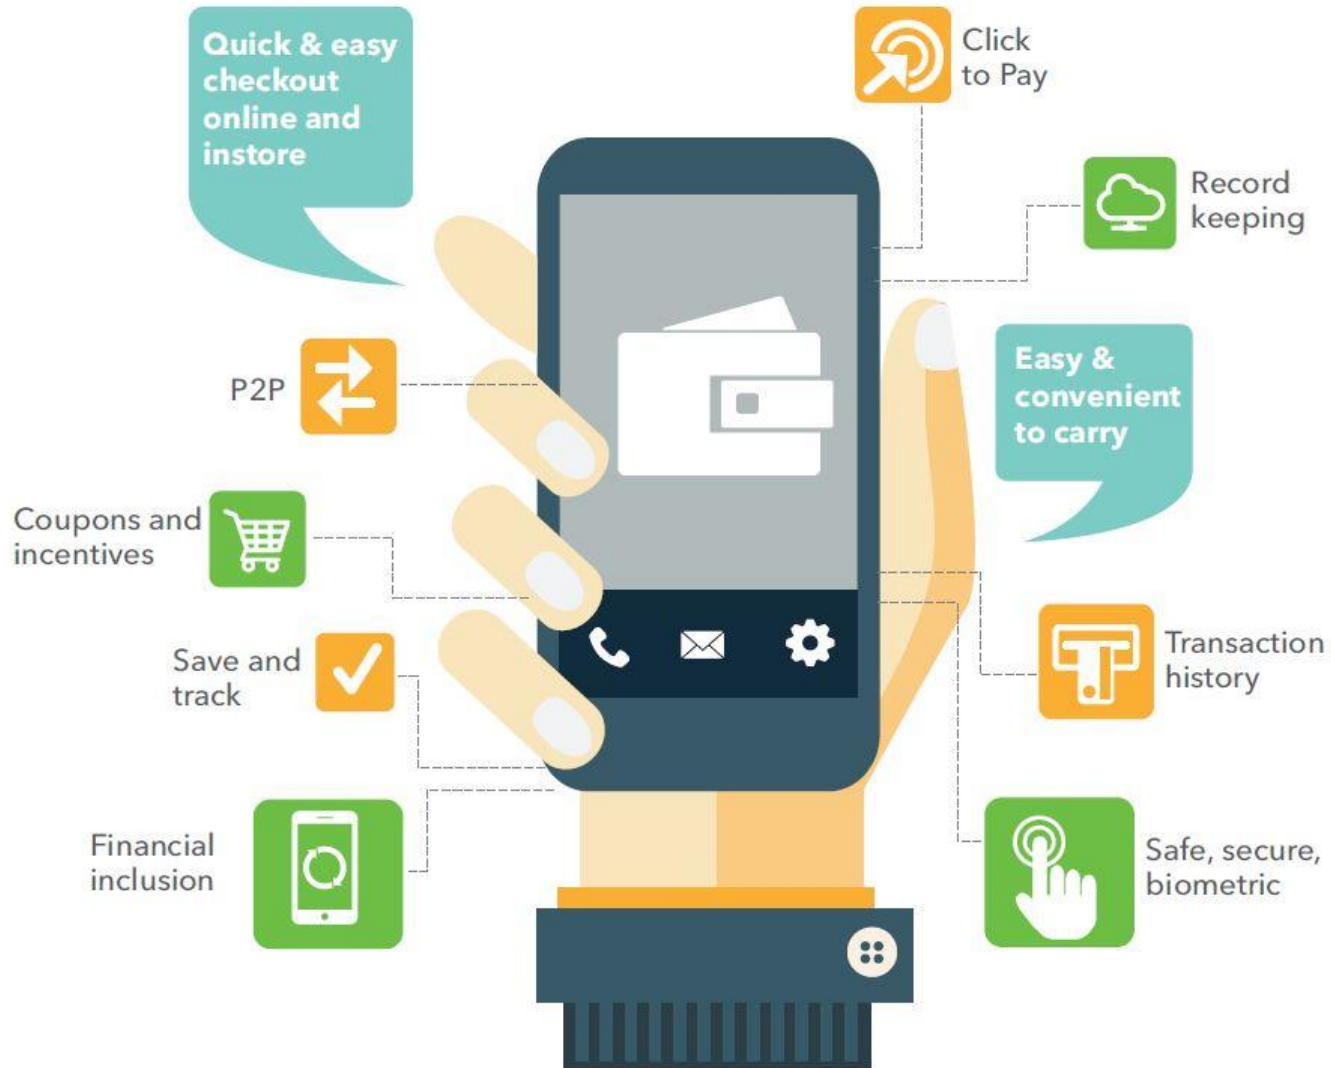 Quick & easy
checkout
online and
instore
Click
to Pay
Record
keeping
P2P
Easy &
convenient
to carry
Coupons and
incentives
Save and
track
Transaction
history
Financial
inclusion
Safe, secure,
biometric